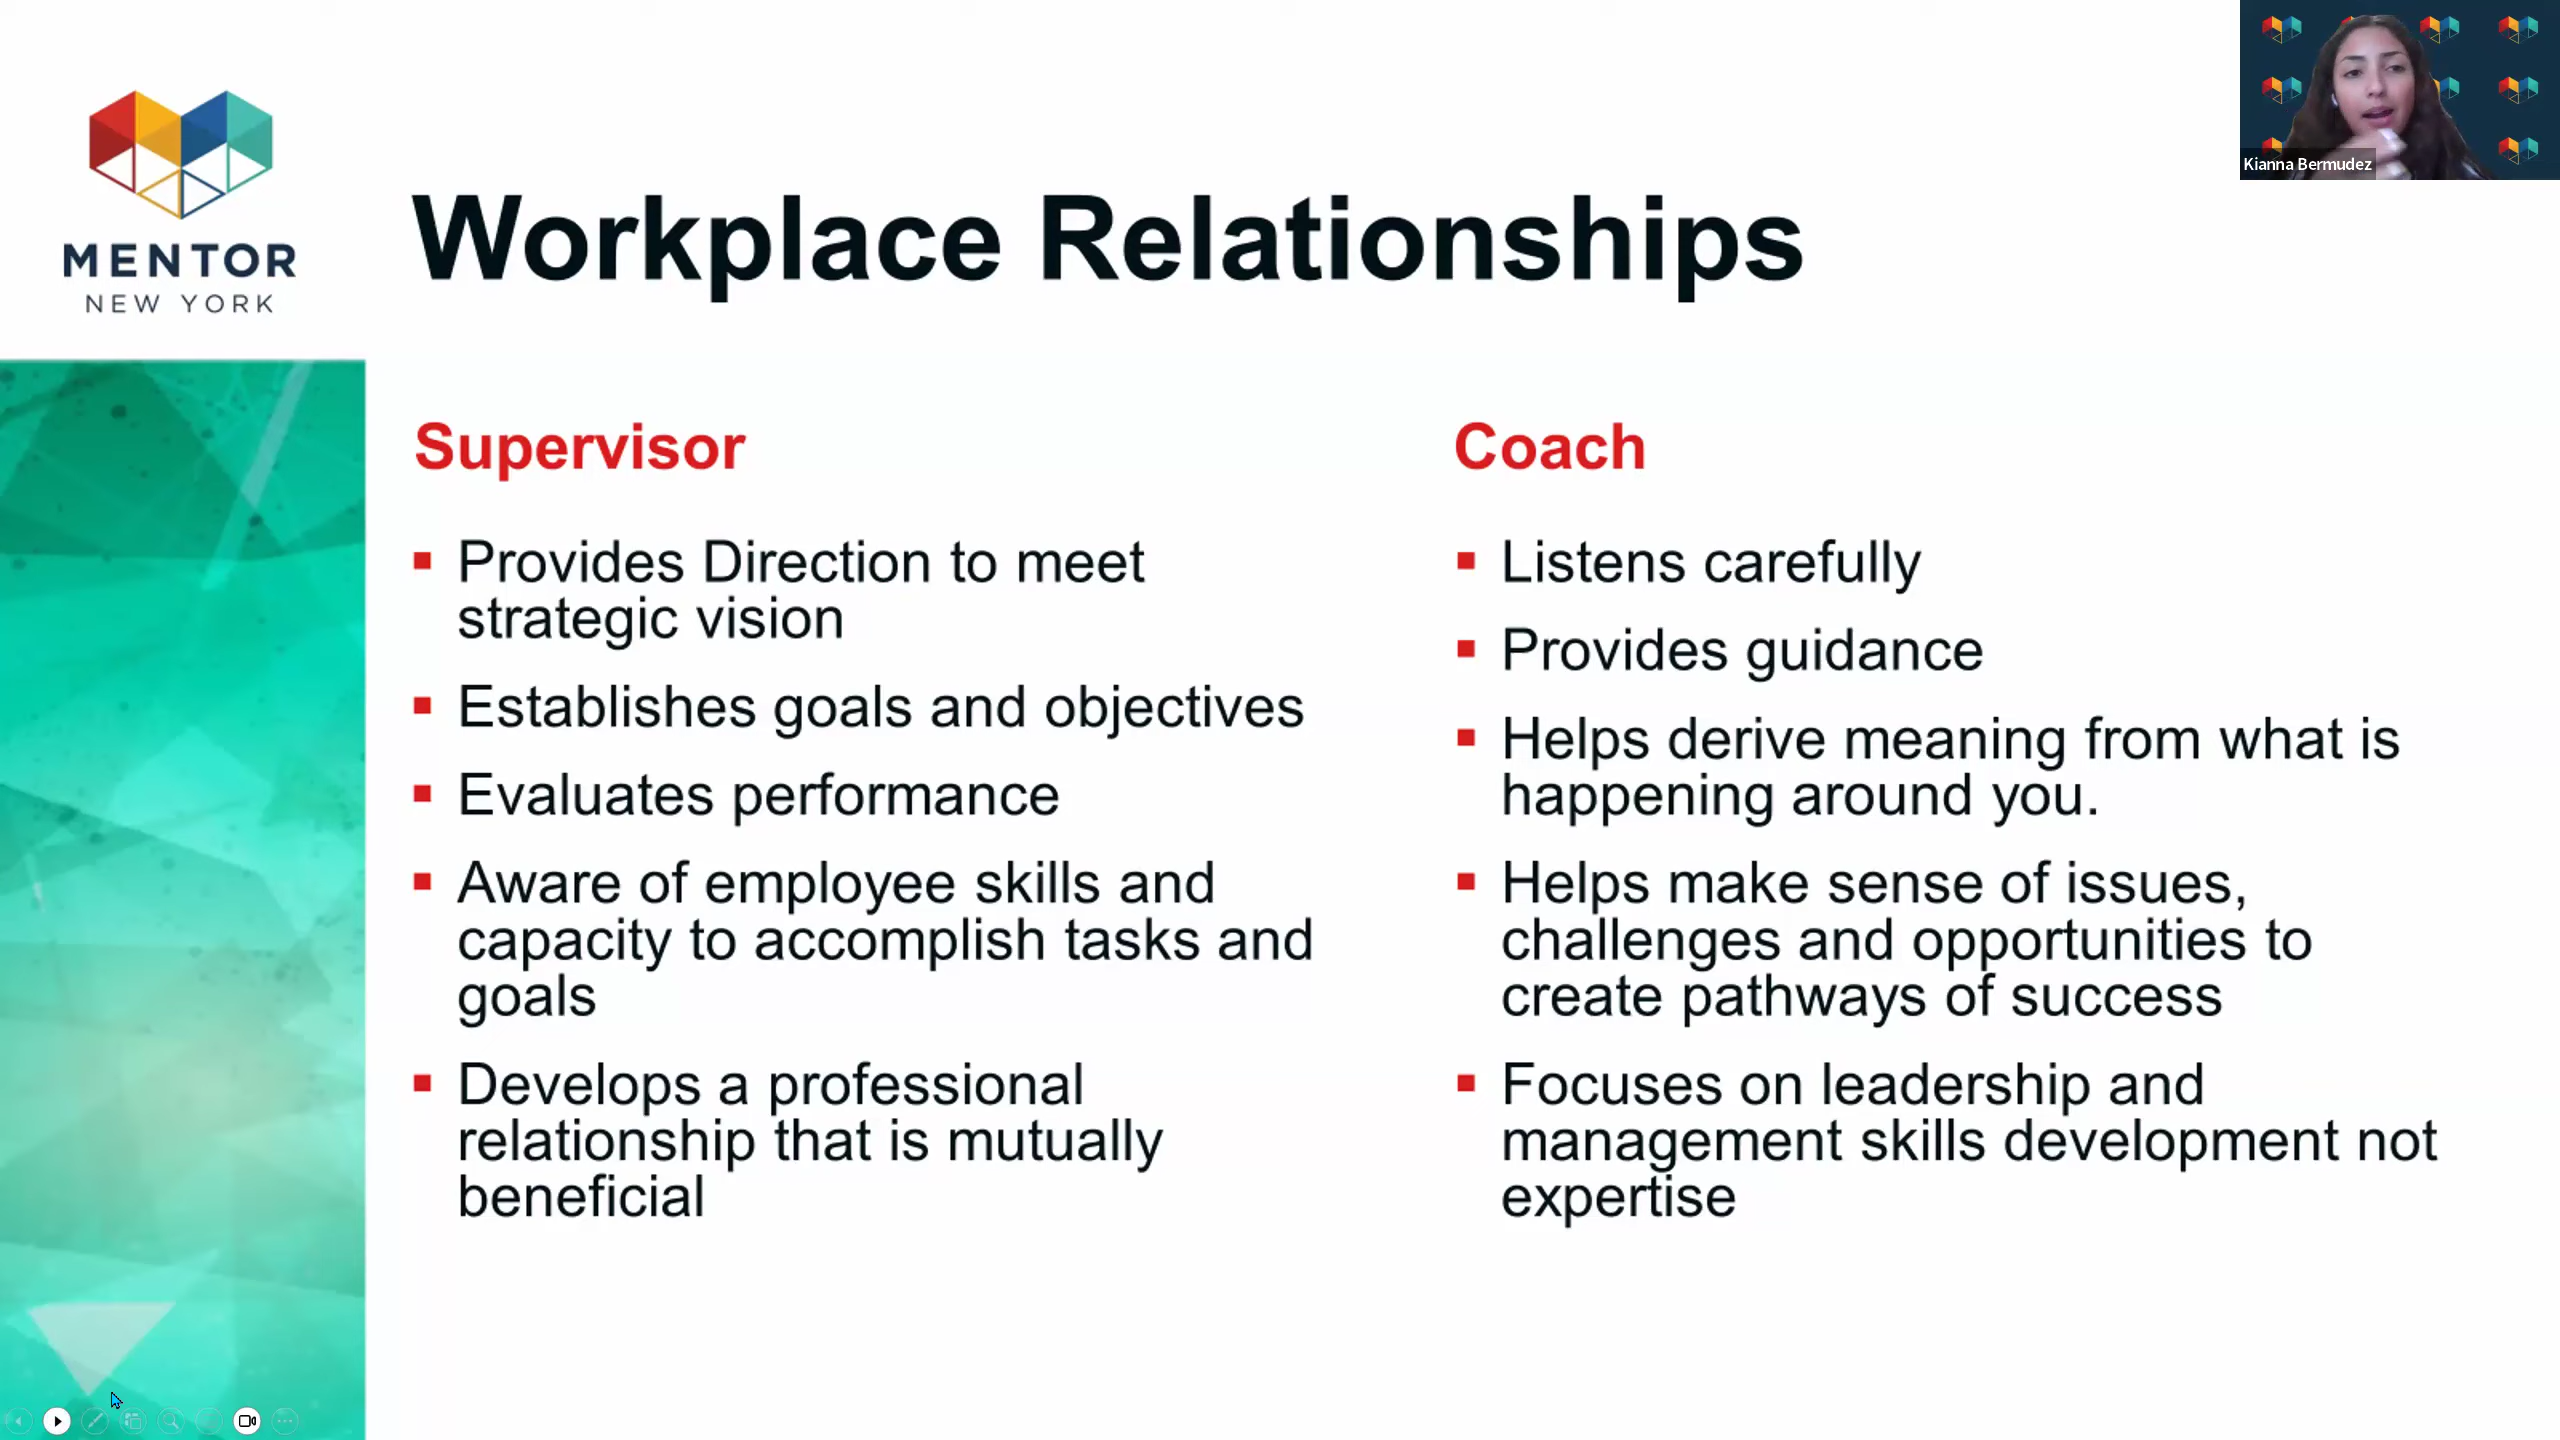 MENTOR
NEW YORK
Kianna Bermudez
Workplace Relationships
Supervisor
Provides Direction to meet
strategic vision
Establishes goals and objectives
Evaluates performance
Aware of employee skills and
capacity to accomplish tasks and
goals
Develops a professional
relationship that is mutually
beneficial
Coach
Listens carefully
Provides guidance
Helps derive meaning from what is
happening around you.
Helps make sense of issues,
challenges and opportunities to
create pathways of success
Focuses on leadership and
management skills development not
expertise